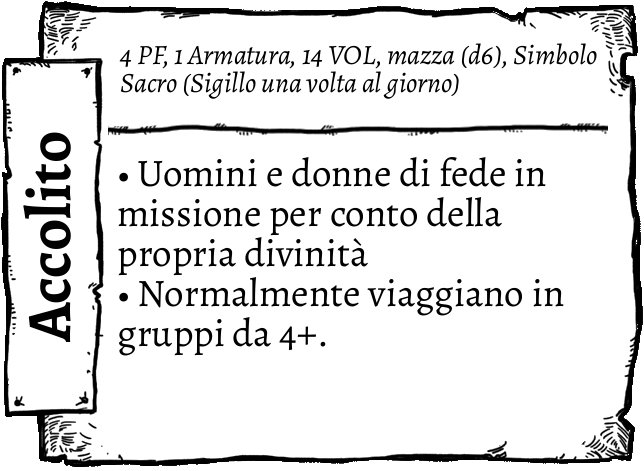 4 PF, 1 Armatura, 14 VOL, mazza (d6), Simbolo
Sacro (Sigillo una volta al giorno)
Accolito
• Uomini e donne di fede in
missione per conto della
propria divinità
• Normalmente viaggiano in
gruppi da 4+.